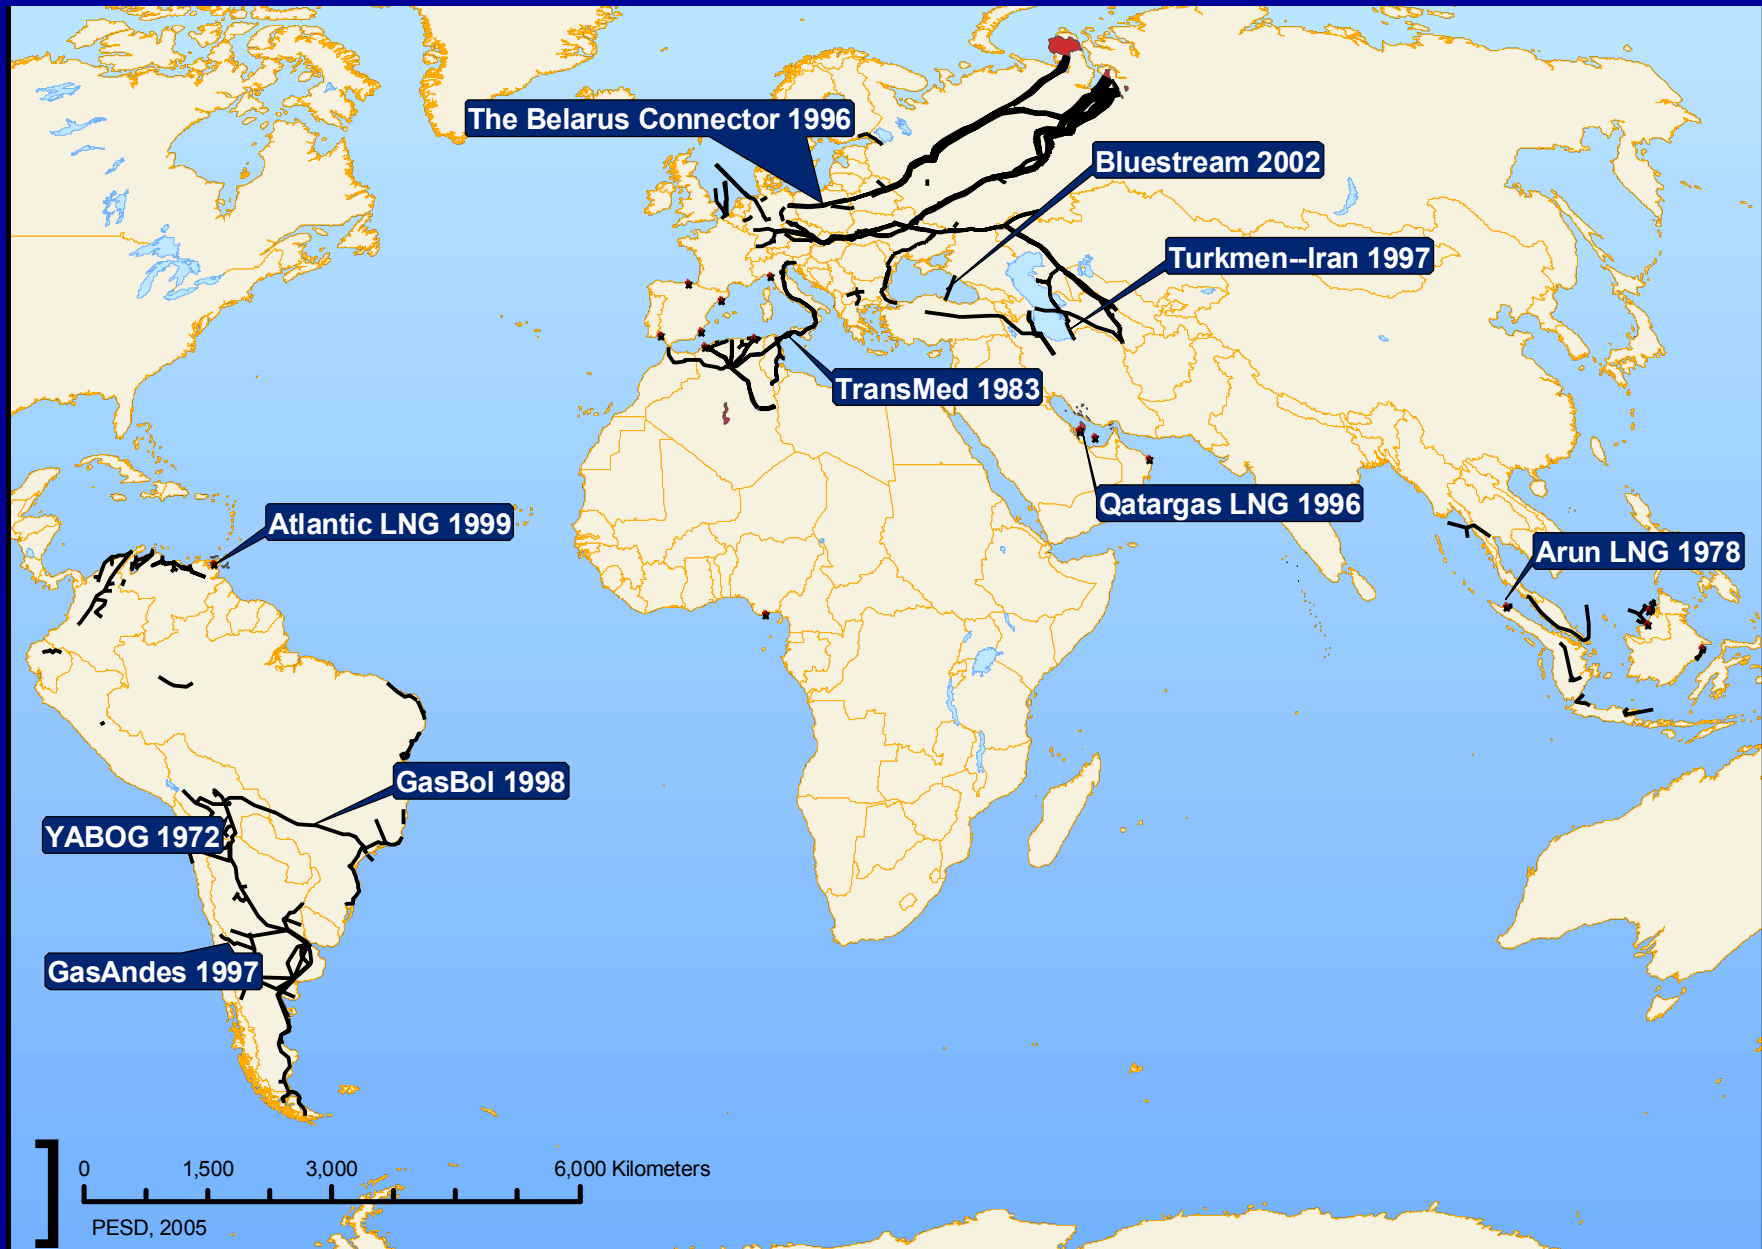 The Belarus Connector 1996
Bluestream 2002
Turkmen--Iran 1997
TransMed 1983
Qatargas LNG 1996
Atlantic LNG 1999
Arun LNG 1978
GasBol 1998
YABOG 1972
GasAndes 1997
0 1,500 3,000 6,000 Kilometers
PESD, 2005